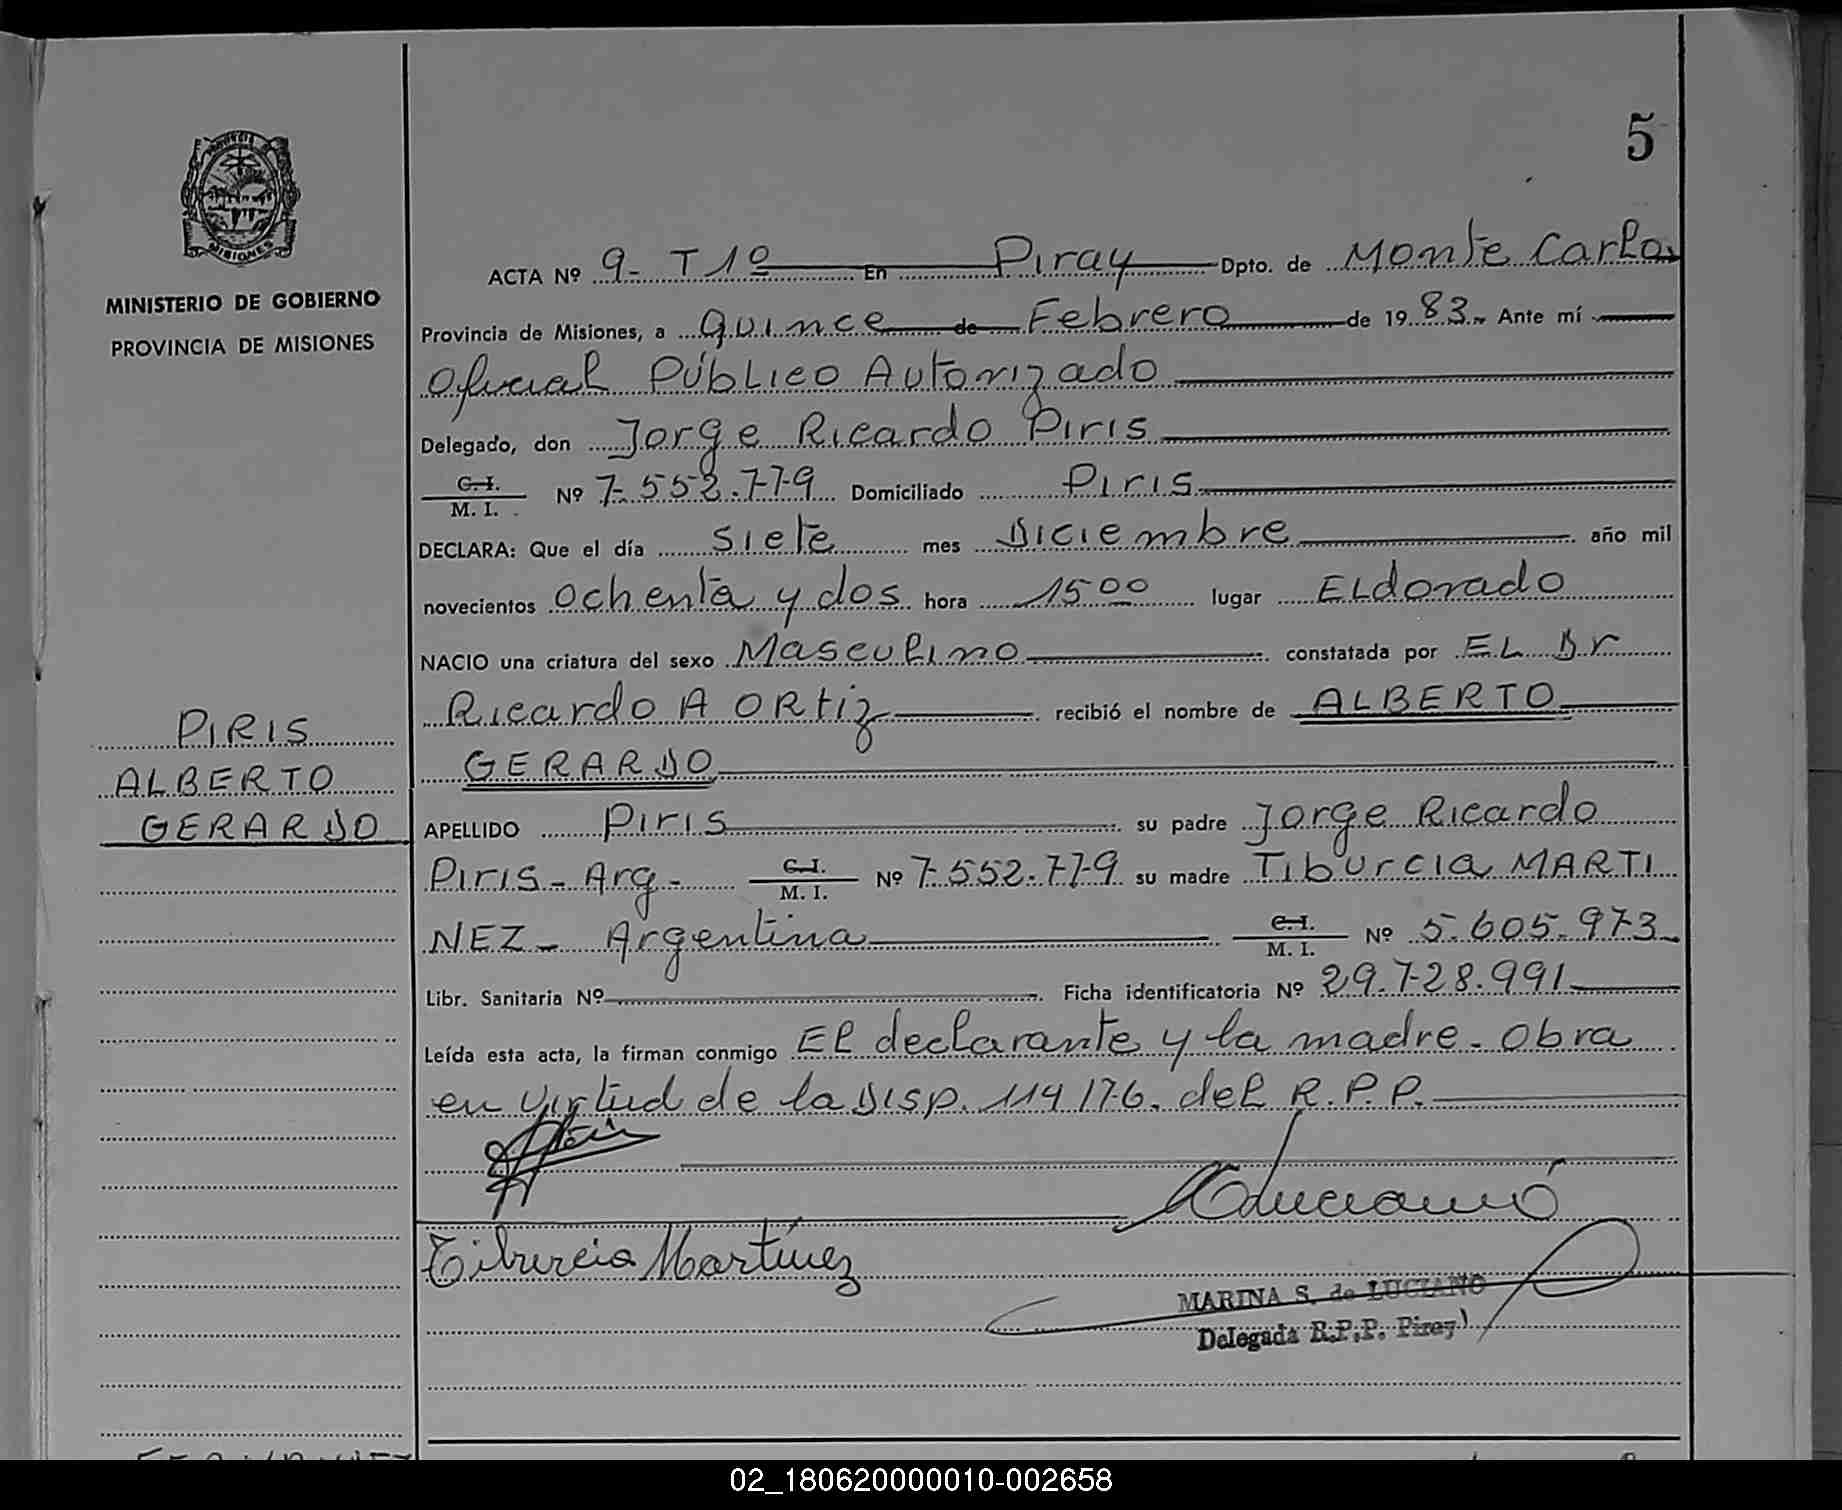 5
MINISTERIO DE GOBIERNO
PROVINCIA DE MISIONES
ACTA Nº 9- T 1º En Piray Dpto. de Monte Carlo
Provincia de Misiones, a quince de Febrero de 19 83.- Ante mí
Oficial Público Autorizado
Delegado, don Jorge Ricardo Piris
C. I. / M. I. Nº 7.552.779 Domiciliado Piris
DECLARA: Que el día siete mes Diciembre año mil
novecientos ochenta y dos hora 15 00 lugar ELdorado
NACIO una criatura del sexo Masculino constatada por EL Dr
Ricardo A ORtiz recibió el nombre de ALBERTO
GERARDO
PIRIS
ALBERTO
GERARDO
APELLIDO Piris su padre Jorge Ricardo
Piris - Arg - C. I. / M. I. Nº 7.552.779 su madre Tiburcia MARTI
NEZ - Argentina C. I. / M. I. Nº 5.605.973
Libr. Sanitaria Nº Ficha identificatoria Nº 29.728.991
Leída esta acta, la firman conmigo El declarante y la madre - Obra
en virtud de la Disp. 114/76. del R.P.P.
Tiburcia Martínez
MARINA S. de LUCIANO
Delegada R.P.P. Piray
02_180620000010-002658